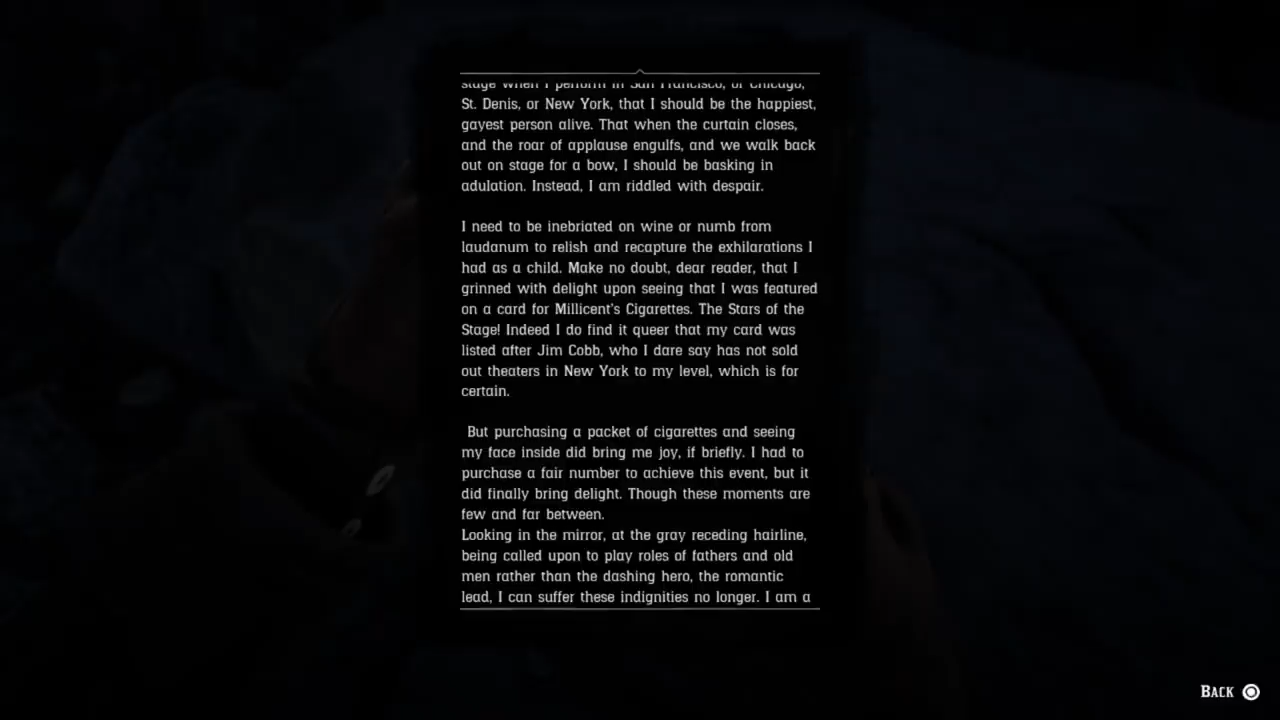 stage when I perform in San Francisco, or Chicago,
St. Denis, or New York, that I should be the happiest,
gayest person alive. That when the curtain closes,
and the roar of applause engulfs, and we walk back
out on stage for a bow, I should be basking in
adulation. Instead, I am riddled with despair.
I need to be inebriated on wine or numb from
laudanum to relish and recapture the exhilarations I
had as a child. Make no doubt, dear reader, that I
grinned with delight upon seeing that I was featured
on a card for Millicent's Cigarettes. The Stars of the
Stage! Indeed I do find it queer that my card was
listed after Jim Cobb, who I dare say has not sold
out theaters in New York to my level, which is for
certain.
But purchasing a packet of cigarettes and seeing
my face inside did bring me joy, if briefly. I had to
purchase a fair number to achieve this event, but it
did finally bring delight. Though these moments are
few and far between.
Looking in the mirror, at the gray receding hairline,
being called upon to play roles of fathers and old
men rather than the dashing hero, the romantic
lead, I can suffer these indignities no longer. I am a
Back